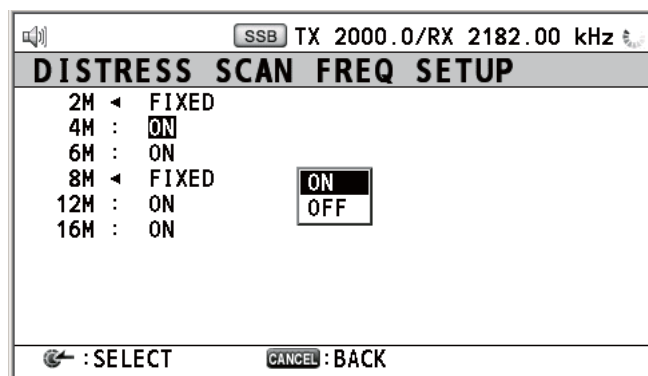 SSB TX 2000.0/RX 2182.00 kHz
DISTRESS SCAN FREQ SETUP
2M ◄ FIXED
4M : ON
6M : ON
8M ◄ FIXED
12M : ON
16M : ON
ON
OFF
:SELECT CANCEL :BACK